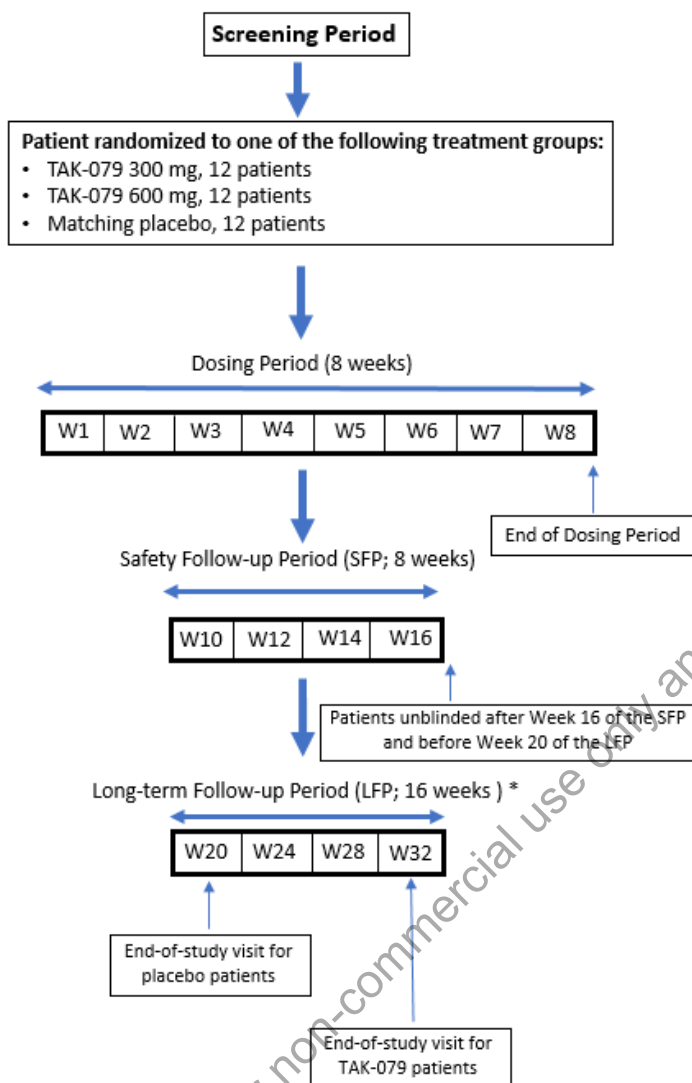 Screening Period
Patient randomized to one of the following treatment groups:
• TAK-079 300 mg, 12 patients
• TAK-079 600 mg, 12 patients
• Matching placebo, 12 patients
Dosing Period (8 weeks)
W1 W2 W3 W4 W5 W6 W7 W8
End of Dosing Period
Safety Follow-up Period (SFP; 8 weeks)
W10 W12 W14 W16
Patients unblinded after Week 16 of the SFP
and before Week 20 of the LFP
Long-term Follow-up Period (LFP; 16 weeks ) *
W20 W24 W28 W32
End-of-study visit for
placebo patients
End-of-study visit for
TAK-079 patients
non-commercial use only